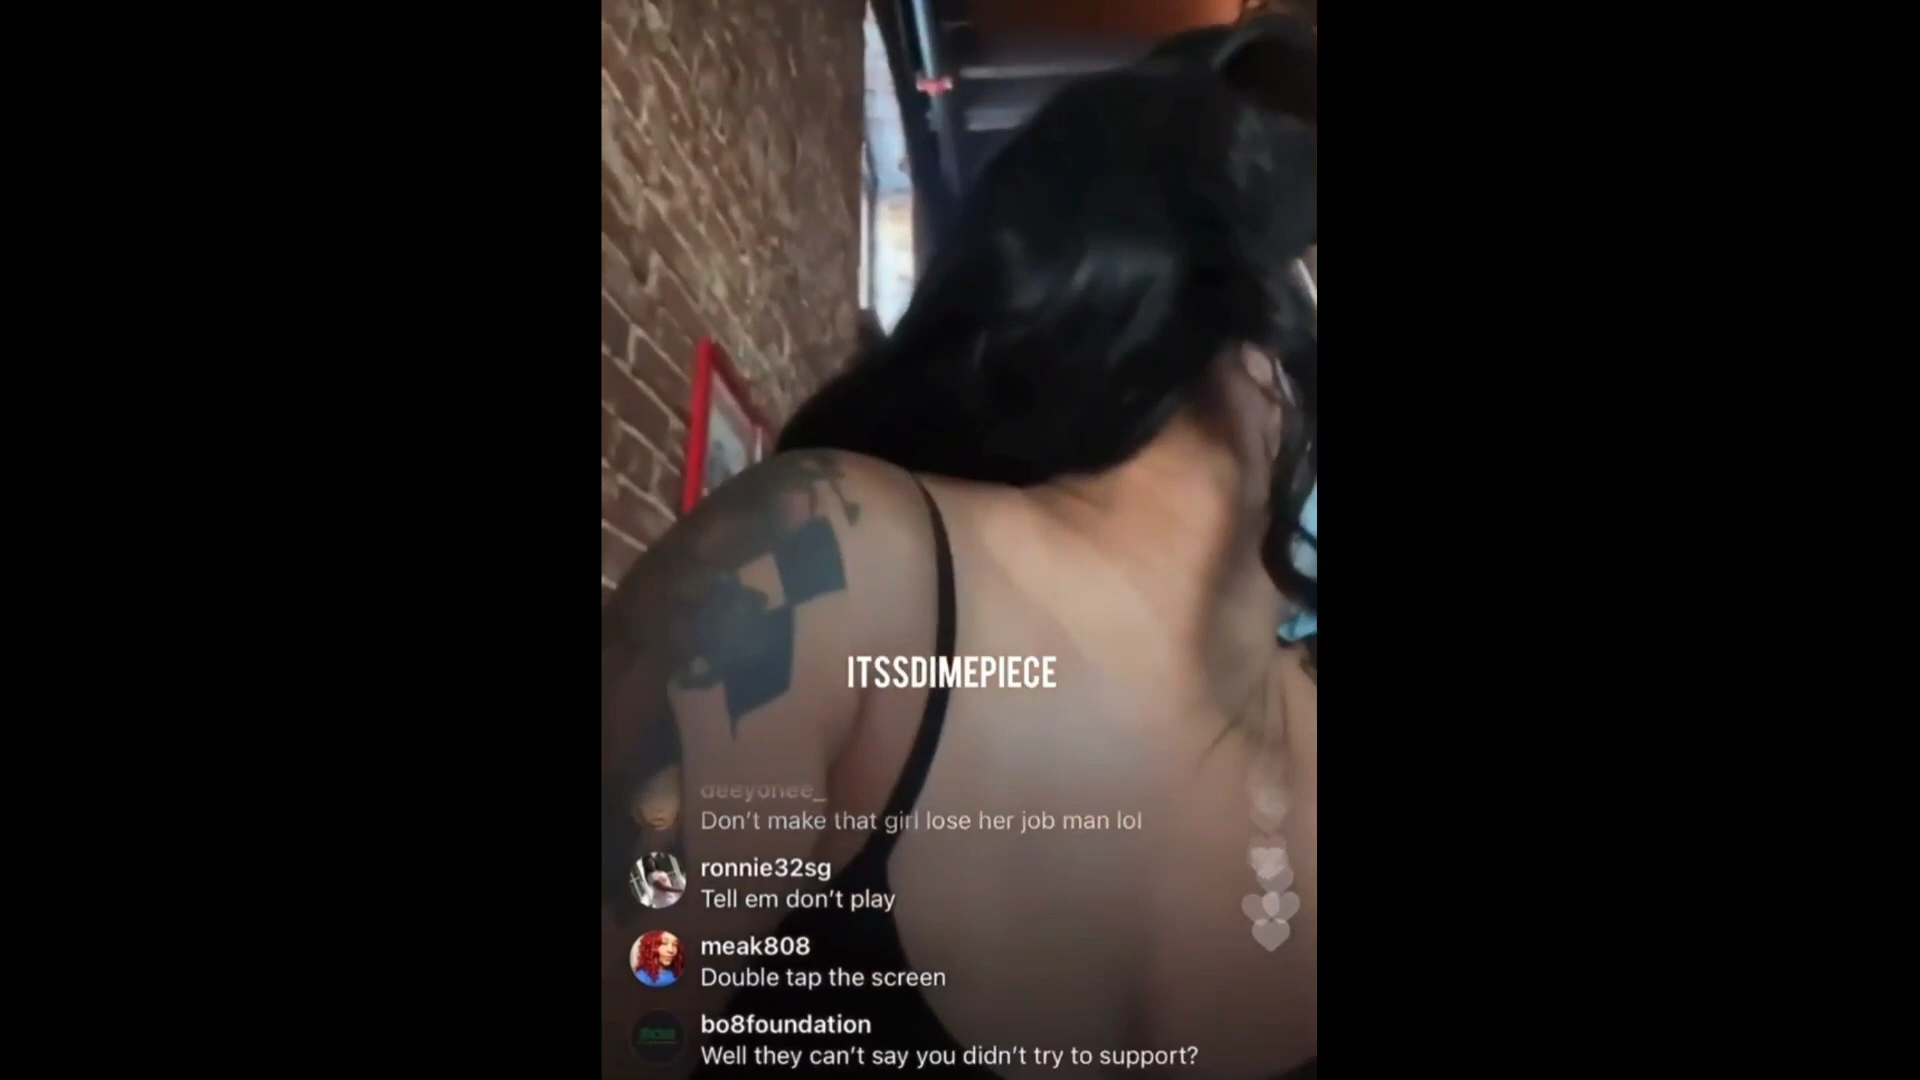 ITSSDIMEPIECE
deeyonee_
Don't make that girl lose her job man lol
ronnie32sg
Tell em don't play
meak808
Double tap the screen
bo8foundation
Well they can't say you didn't try to support?